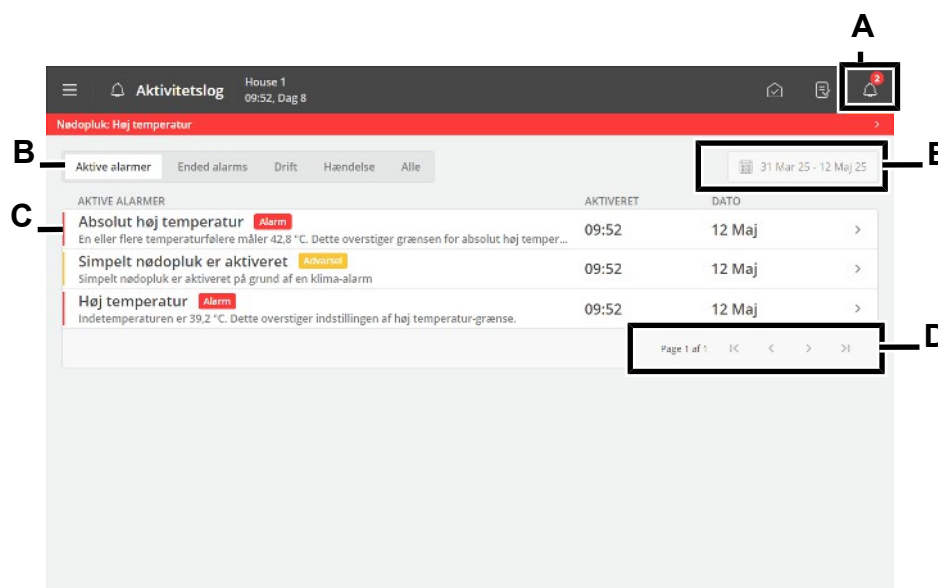 A
Aktivitetslog
House 1
09:52, Dag 8
2
Nødopluk: Høj temperatur
B
Aktive alarmer Ended alarms Drift Hændelse Alle
31 Mar 25 - 12 Maj 25
E
AKTIVE ALARMER AKTIVERET DATO
C
Absolut høj temperatur Alarm 09:52 12 Maj
En eller flere temperaturfølere måler 42,8 °C. Dette overstiger grænsen for absolut høj temper...
Simpelt nødopluk er aktiveret Advarsel 09:52 12 Maj
Simpelt nødopluk er aktiveret på grund af en klima-alarm
Høj temperatur Alarm 09:52 12 Maj
Indetemperaturen er 39,2 °C. Dette overstiger indstillingen af høj temperatur-grænse.
Page 1 af 1
D